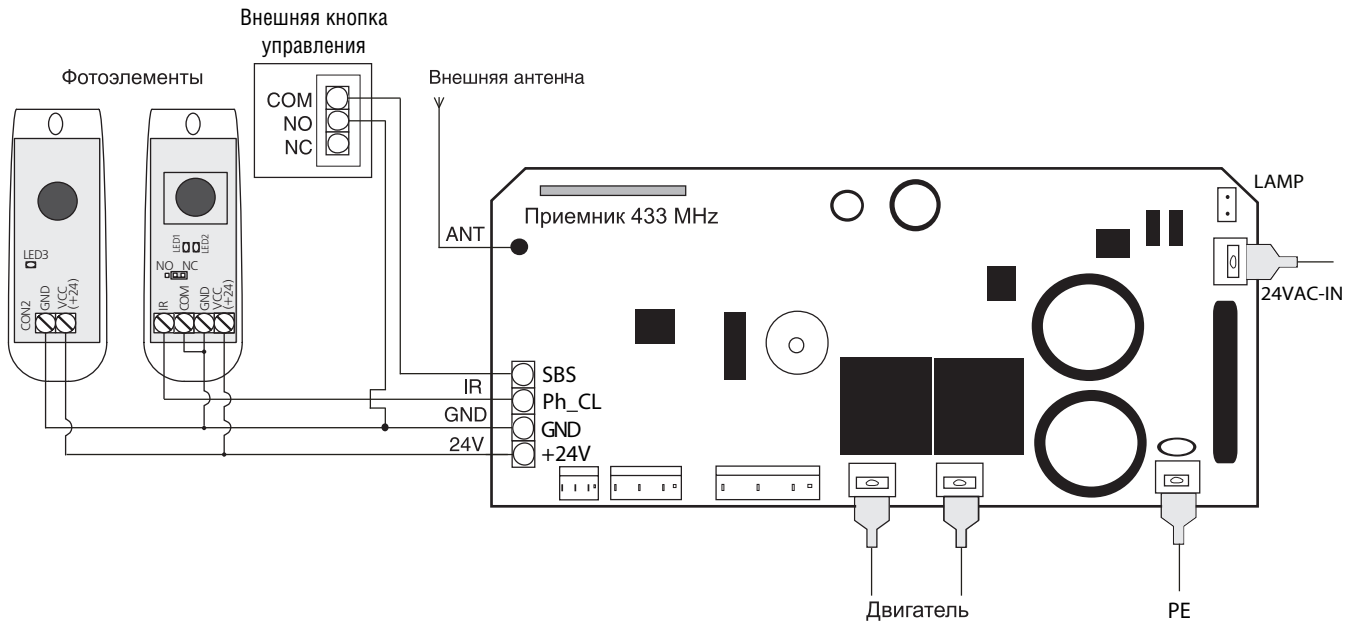 Внешняя кнопка
управления
Фотоэлементы
COM
NO
NC
Внешняя антенна
LED3
CON2
GND
VCC
(+24)
LED1
LED2
NO NC
IR
COM
GND
VCC
(+24)
Приемник 433 MHz
ANT
LAMP
24VAC-IN
IR
GND
24V
SBS
Ph_CL
GND
+24V
Двигатель
PE